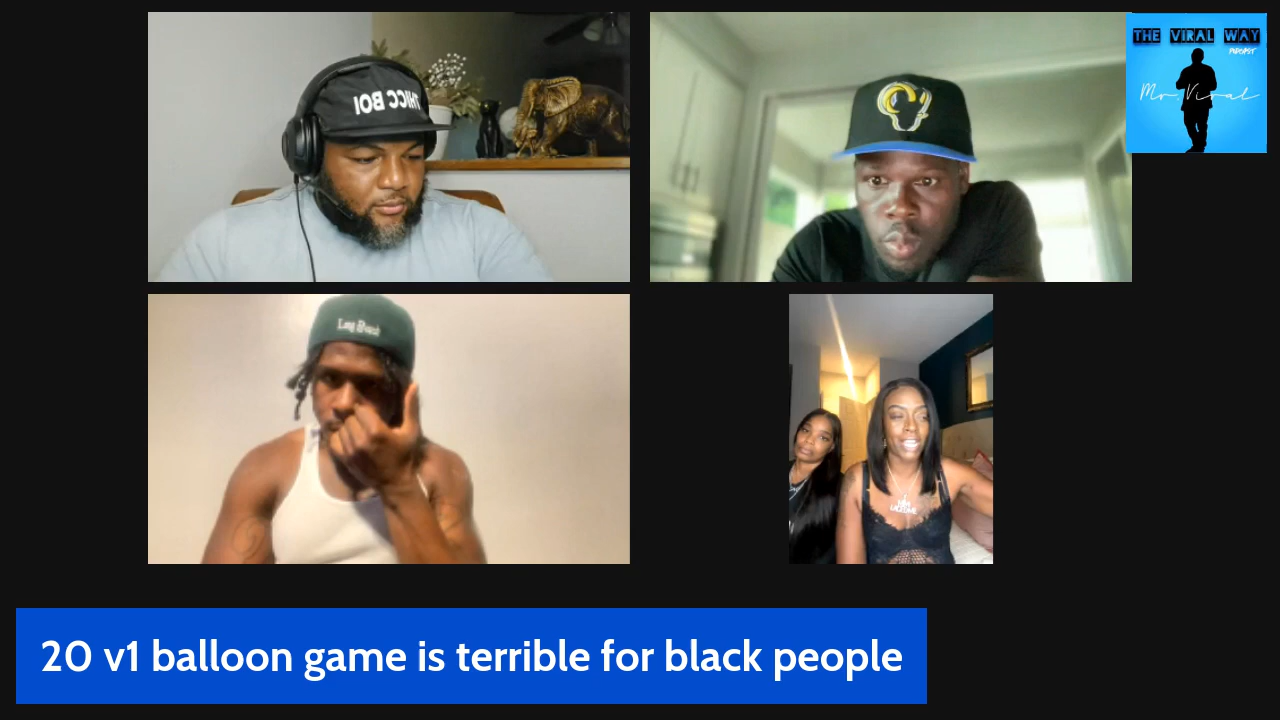 THICC BOI
THE VIRAL WAY
PODCAST
Mr. Viral
20 v1 balloon game is terrible for black people